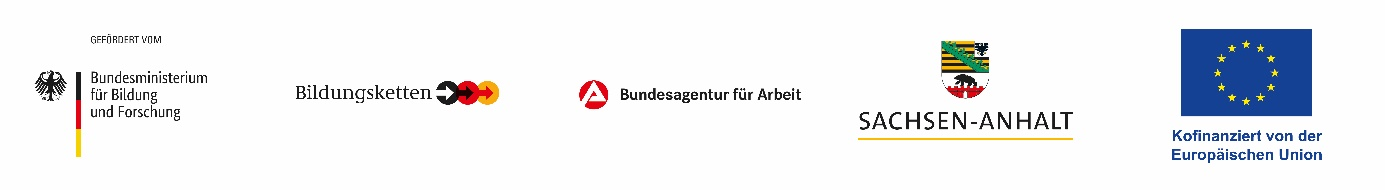 GEFÖRDERT VOM
Bundesministerium
für Bildung
und Forschung
Bildungsketten
Bundesagentur für Arbeit
SACHSEN-ANHALT
Kofinanziert von der
Europäischen Union